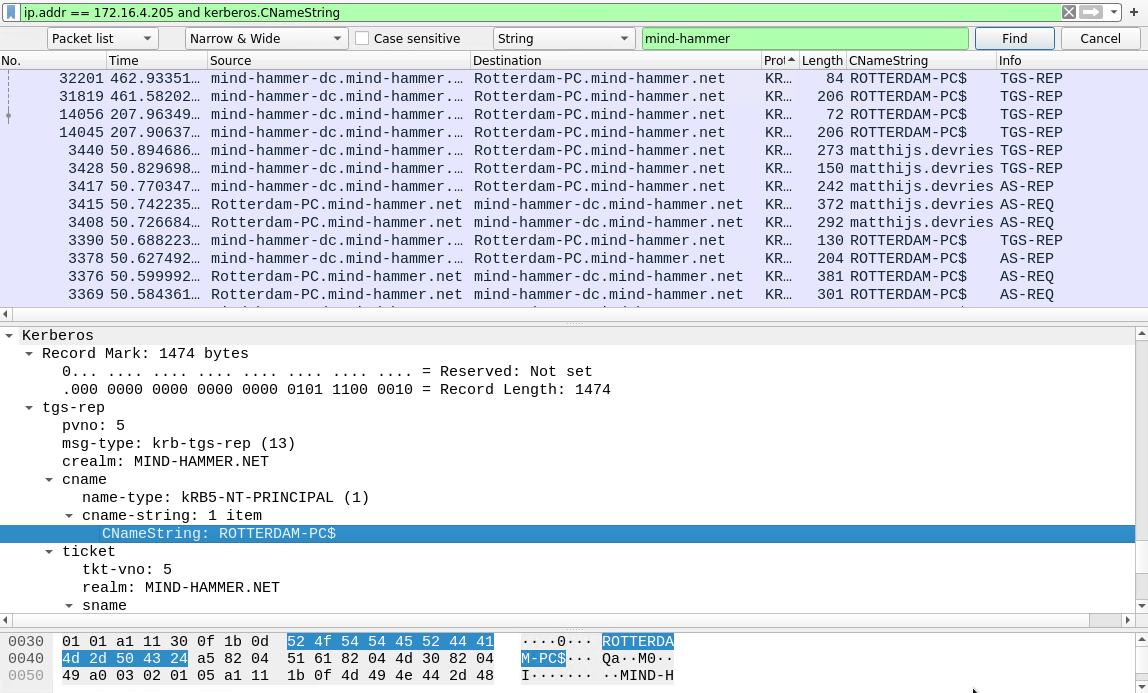 ip.addr == 172.16.4.205 and kerberos.CNameString
Packet list Narrow & Wide Case sensitive String mind-hammer Find Cancel
No. Time Source Destination Prot Length CNameString Info
32201 462.93351… mind-hammer-dc.mind-hammer.… Rotterdam-PC.mind-hammer.net KR… 84 ROTTERDAM-PC$ TGS-REP
31819 461.58202… mind-hammer-dc.mind-hammer.… Rotterdam-PC.mind-hammer.net KR… 206 ROTTERDAM-PC$ TGS-REP
14056 207.96349… mind-hammer-dc.mind-hammer.… Rotterdam-PC.mind-hammer.net KR… 72 ROTTERDAM-PC$ TGS-REP
14045 207.90637… mind-hammer-dc.mind-hammer.… Rotterdam-PC.mind-hammer.net KR… 206 ROTTERDAM-PC$ TGS-REP
3440 50.894686… mind-hammer-dc.mind-hammer.… Rotterdam-PC.mind-hammer.net KR… 273 matthijs.devries TGS-REP
3428 50.829698… mind-hammer-dc.mind-hammer.… Rotterdam-PC.mind-hammer.net KR… 150 matthijs.devries TGS-REP
3417 50.770347… mind-hammer-dc.mind-hammer.… Rotterdam-PC.mind-hammer.net KR… 242 matthijs.devries AS-REP
3415 50.742235… Rotterdam-PC.mind-hammer.net mind-hammer-dc.mind-hammer.net KR… 372 matthijs.devries AS-REQ
3408 50.726684… Rotterdam-PC.mind-hammer.net mind-hammer-dc.mind-hammer.net KR… 292 matthijs.devries AS-REQ
3390 50.688223… mind-hammer-dc.mind-hammer.… Rotterdam-PC.mind-hammer.net KR… 130 ROTTERDAM-PC$ TGS-REP
3378 50.627492… mind-hammer-dc.mind-hammer.… Rotterdam-PC.mind-hammer.net KR… 204 ROTTERDAM-PC$ AS-REP
3376 50.599992… Rotterdam-PC.mind-hammer.net mind-hammer-dc.mind-hammer.net KR… 381 ROTTERDAM-PC$ AS-REQ
3369 50.584361… Rotterdam-PC.mind-hammer.net mind-hammer-dc.mind-hammer.net KR… 301 ROTTERDAM-PC$ AS-REQ
Kerberos
Record Mark: 1474 bytes
0... .... .... .... .... .... .... .... = Reserved: Not set
.000 0000 0000 0000 0000 0101 1100 0010 = Record Length: 1474
tgs-rep
pvno: 5
msg-type: krb-tgs-rep (13)
crealm: MIND-HAMMER.NET
cname
name-type: kRB5-NT-PRINCIPAL (1)
cname-string: 1 item
CNameString: ROTTERDAM-PC$
ticket
tkt-vno: 5
realm: MIND-HAMMER.NET
sname
0030 01 01 a1 11 30 0f 1b 0d 52 4f 54 54 45 52 44 41 ····0··· ROTTERDA
0040 4d 2d 50 43 24 a5 82 04 51 61 82 04 4d 30 82 04 M-PC$··· Qa··M0··
0050 49 a0 03 02 01 05 a1 11 1b 0f 4d 49 4e 44 2d 48 I······· ··MIND-H